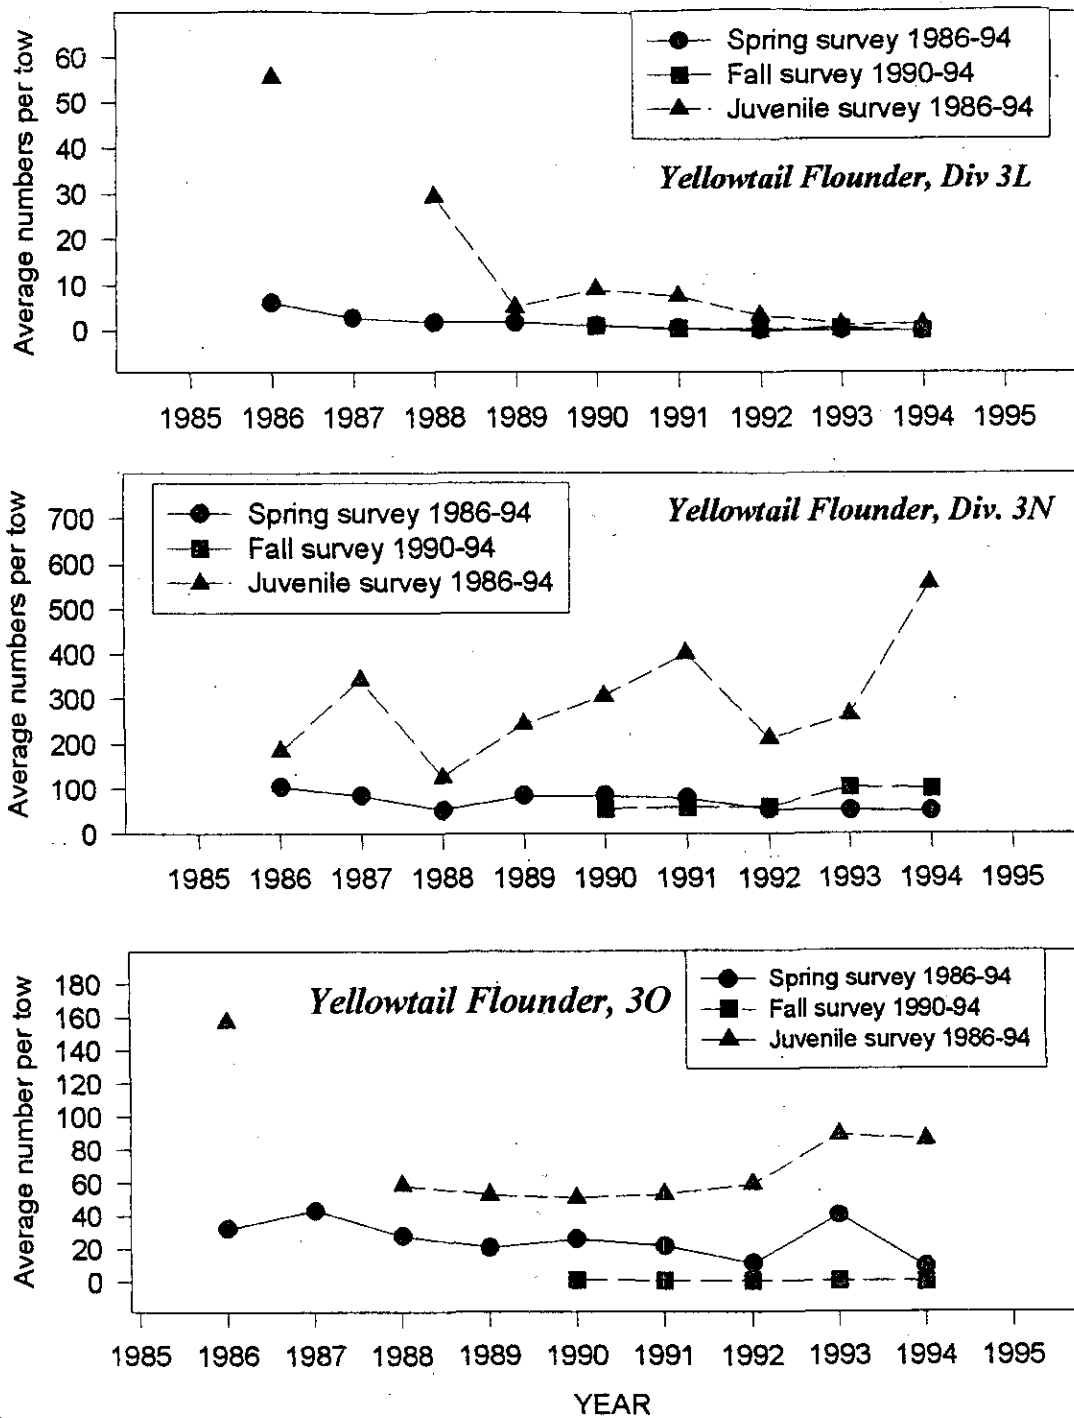 Average numbers per tow
60
50
40
30
20
10
0
Spring survey 1986-94
Fall survey 1990-94
Juvenile survey 1986-94
Yellowtail Flounder, Div 3L
1985 1986 1987 1988 1989 1990 1991 1992 1993 1994 1995
Average numbers per tow
700
600
500
400
300
200
100
0
Spring survey 1986-94
Fall survey 1990-94
Juvenile survey 1986-94
Yellowtail Flounder, Div. 3N
1985 1986 1987 1988 1989 1990 1991 1992 1993 1994 1995
Average number per tow
180
160
140
120
100
80
60
40
20
0
Yellowtail Flounder, 3O
Spring survey 1986-94
Fall survey 1990-94
Juvenile survey 1986-94
1985 1986 1987 1988 1989 1990 1991 1992 1993 1994 1995
YEAR